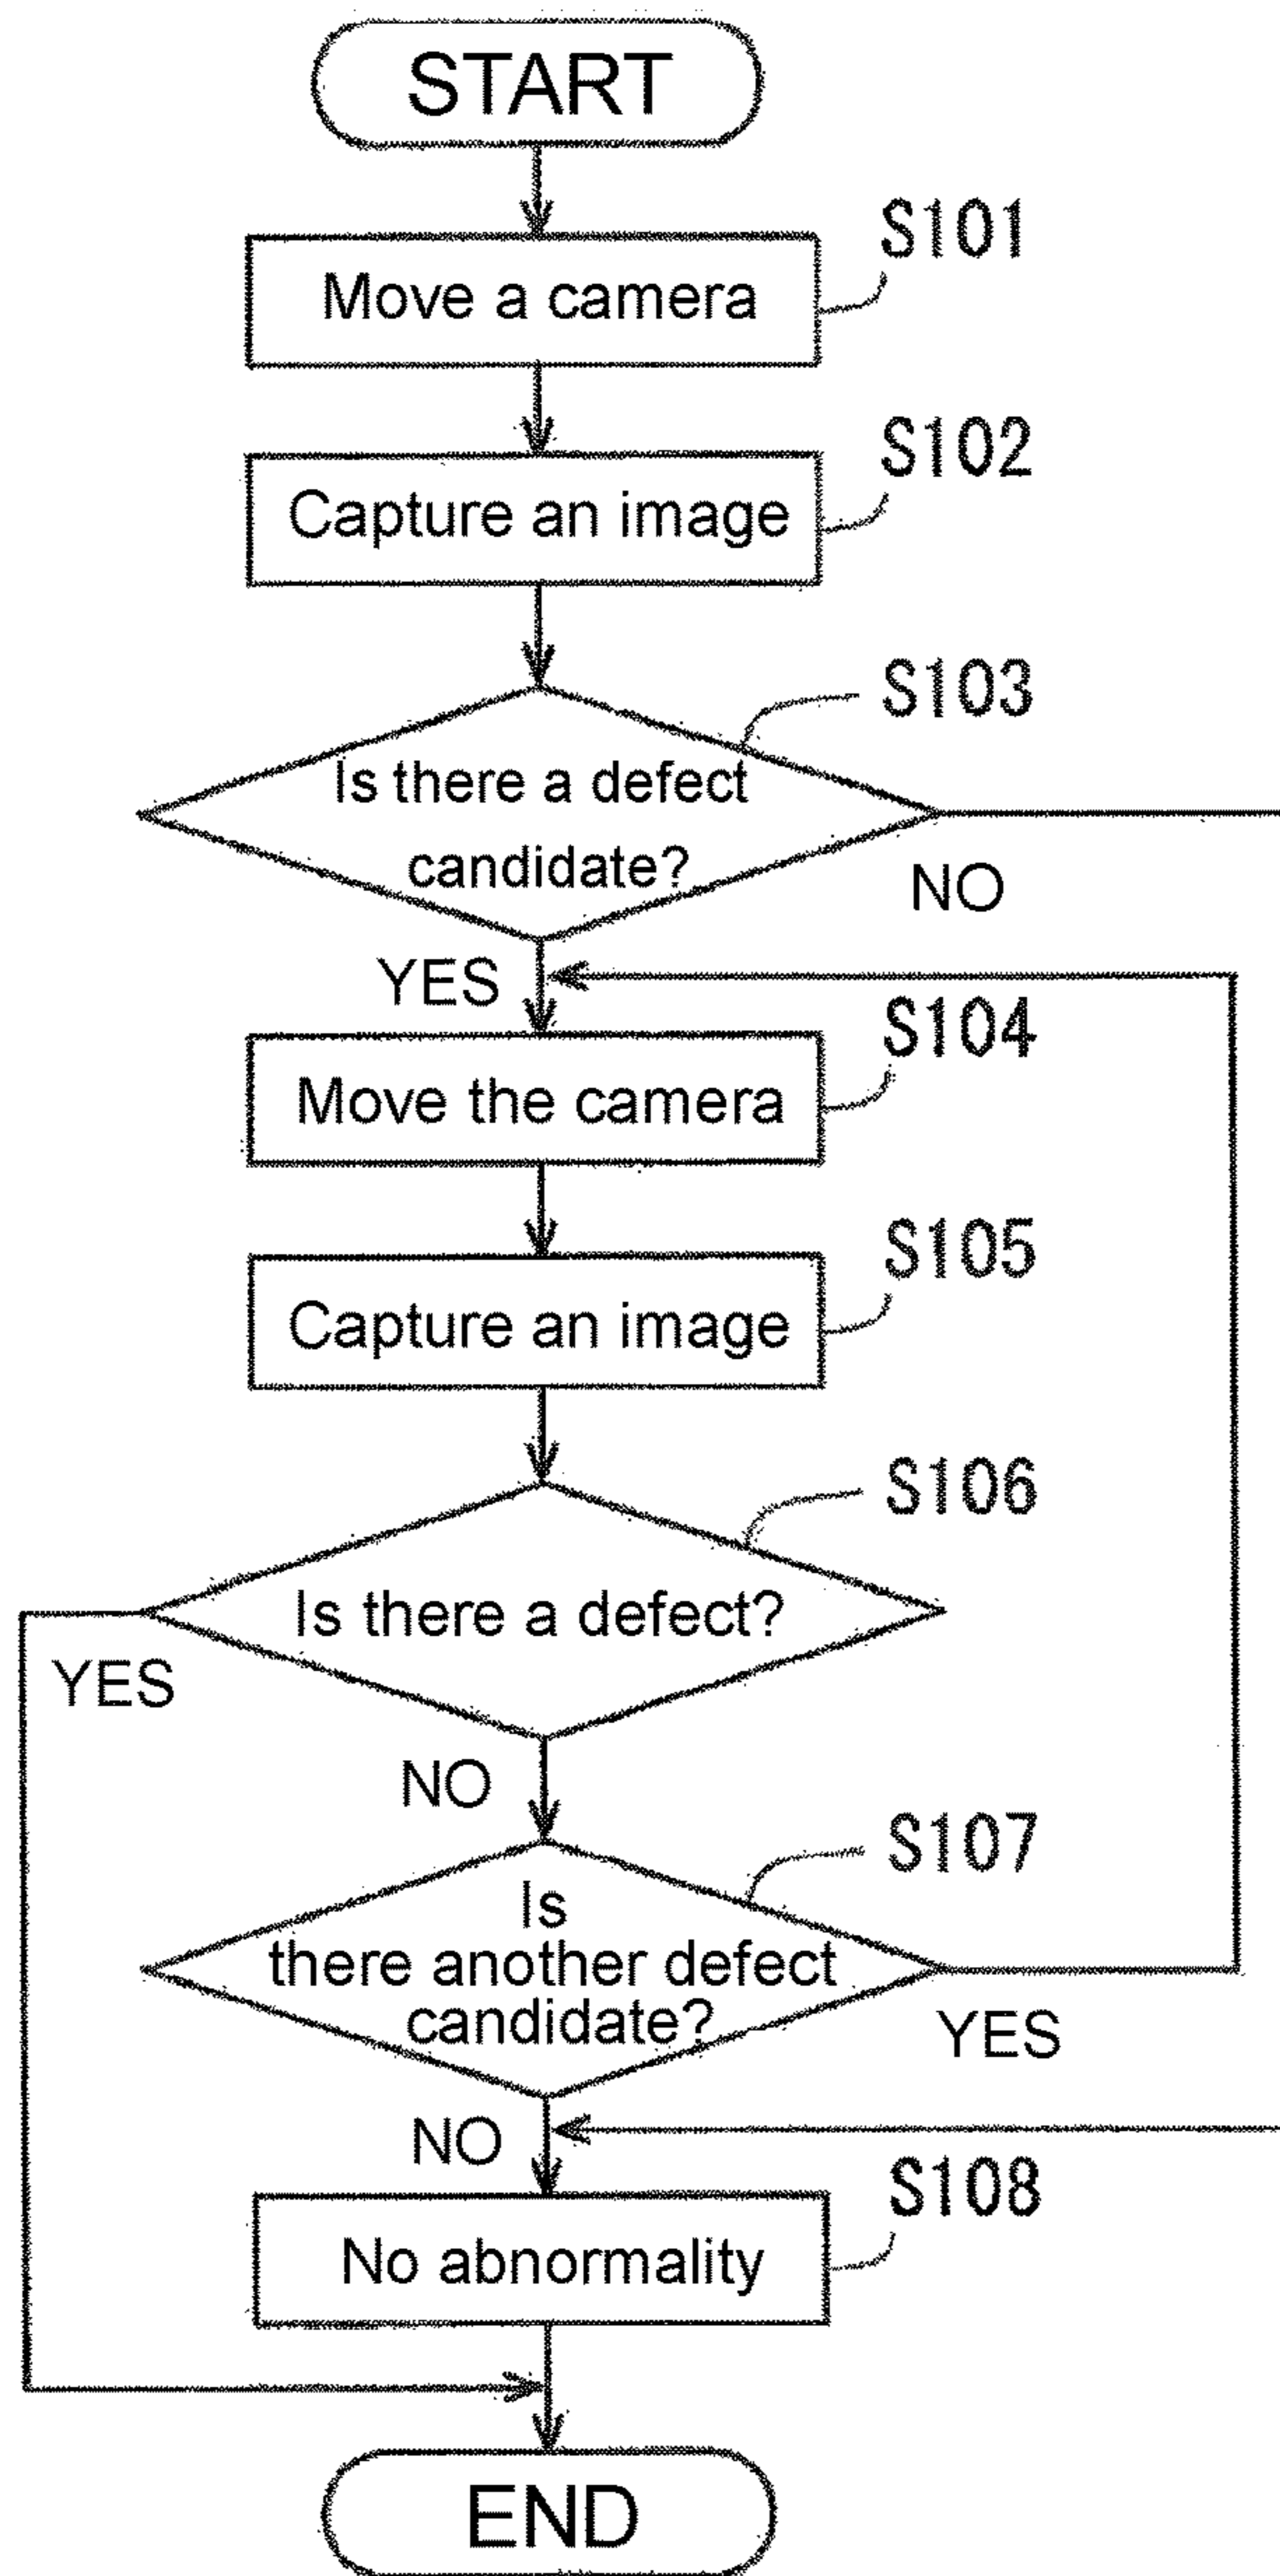 START
S101
Move a camera
S102
Capture an image
S103
Is there a defect
candidate?
NO
YES
S104
Move the camera
S105
Capture an image
S106
Is there a defect?
YES
NO
S107
Is
there another defect
candidate?
YES
NO
S108
No abnormality
END